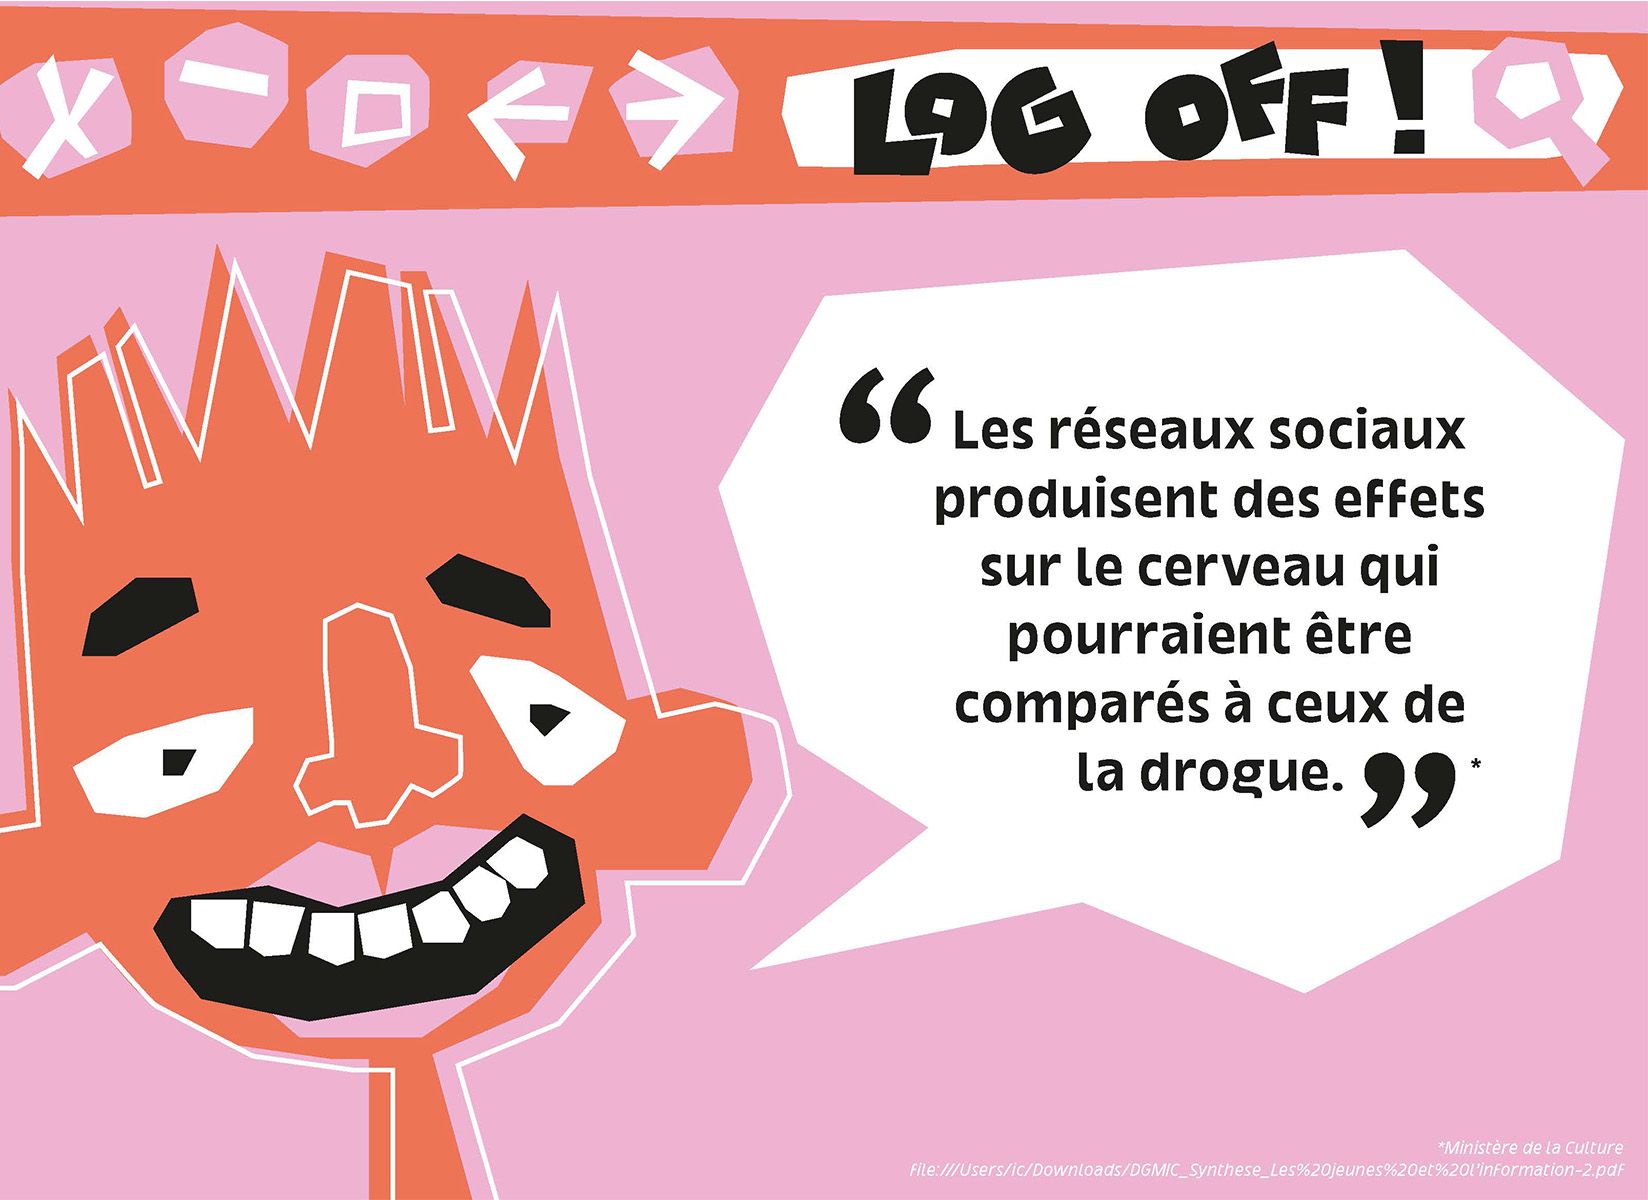 LOG OFF !
“Les réseaux sociaux
produisent des effets
sur le cerveau qui
pourraient être
comparés à ceux de
la drogue.”*
*Ministère de la Culture
File:///Users/ic/Downloads/DGMIC_Synthese_Les%20jeunes%20et%20l'information-2.pdf